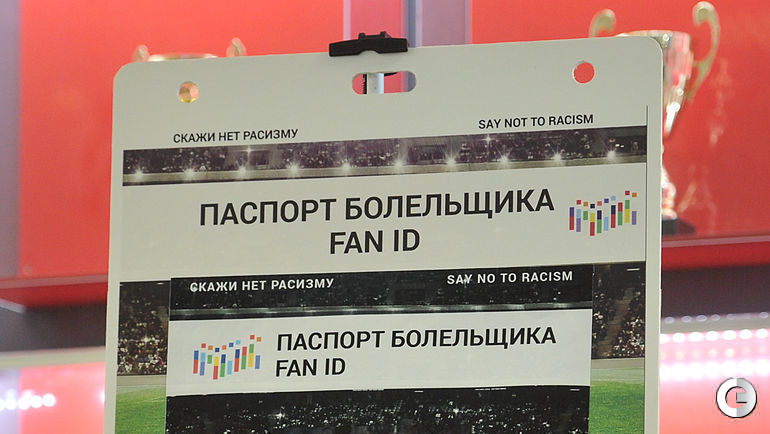 СКАЖИ НЕТ РАСИЗМУ
SAY NOT TO RACISM
ПАСПОРТ БОЛЕЛЬЩИКА
FAN ID
СКАЖИ НЕТ РАСИЗМУ
SAY NO TO RACISM
ПАСПОРТ БОЛЕЛЬЩИКА
FAN ID